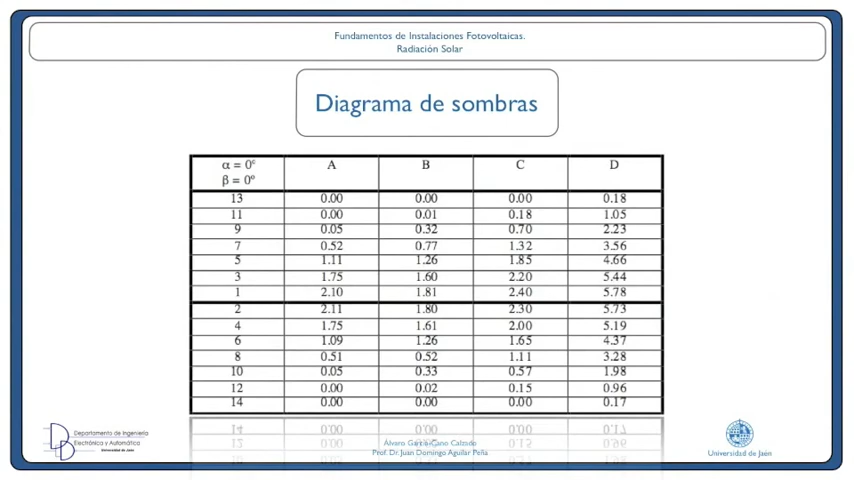 Fundamentos de Instalaciones Fotovoltaicas.
Radiación Solar
Diagrama de sombras
α = 0º A B C D
β = 0º
13 0.00 0.00 0.00 0.18
11 0.00 0.01 0.18 1.05
9 0.05 0.32 0.70 2.23
7 0.52 0.77 1.32 3.56
5 1.11 1.26 1.85 4.66
3 1.75 1.60 2.20 5.44
1 2.10 1.81 2.40 5.78
2 2.11 1.80 2.30 5.73
4 1.75 1.61 2.00 5.19
6 1.09 1.26 1.65 4.37
8 0.51 0.52 1.11 3.28
10 0.05 0.33 0.57 1.98
12 0.00 0.02 0.15 0.96
14 0.00 0.00 0.00 0.17
Departamento de Ingeniería
Electrónica y Automática
Universidad de Jaén
Álvaro García-Cano Calzado
Prof. Dr. Juan Domingo Aguilar Peña
Universidad de Jaén